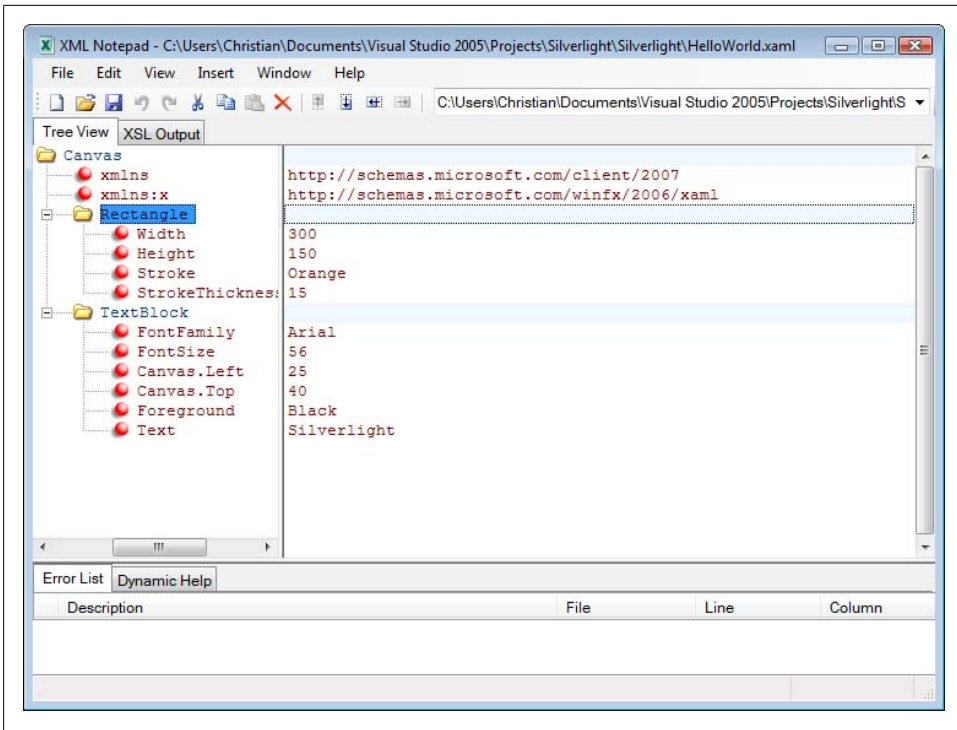 XML Notepad - C:\Users\Christian\Documents\Visual Studio 2005\Projects\Silverlight\Silverlight\HelloWorld.xaml
File Edit View Insert Window Help
C:\Users\Christian\Documents\Visual Studio 2005\Projects\Silverlight\S
Tree View XSL Output
Canvas
xmlns http://schemas.microsoft.com/client/2007
xmlns:x http://schemas.microsoft.com/winfx/2006/xaml
Rectangle
Width 300
Height 150
Stroke Orange
StrokeThickness 15
TextBlock
FontFamily Arial
FontSize 56
Canvas.Left 25
Canvas.Top 40
Foreground Black
Text Silverlight
Error List Dynamic Help
Description File Line Column